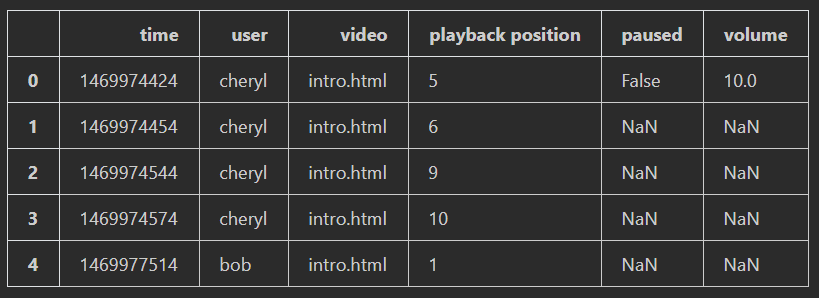 time user video playback position paused volume
0 1469974424 cheryl intro.html 5 False 10.0
1 1469974454 cheryl intro.html 6 NaN NaN
2 1469974544 cheryl intro.html 9 NaN NaN
3 1469974574 cheryl intro.html 10 NaN NaN
4 1469977514 bob intro.html 1 NaN NaN